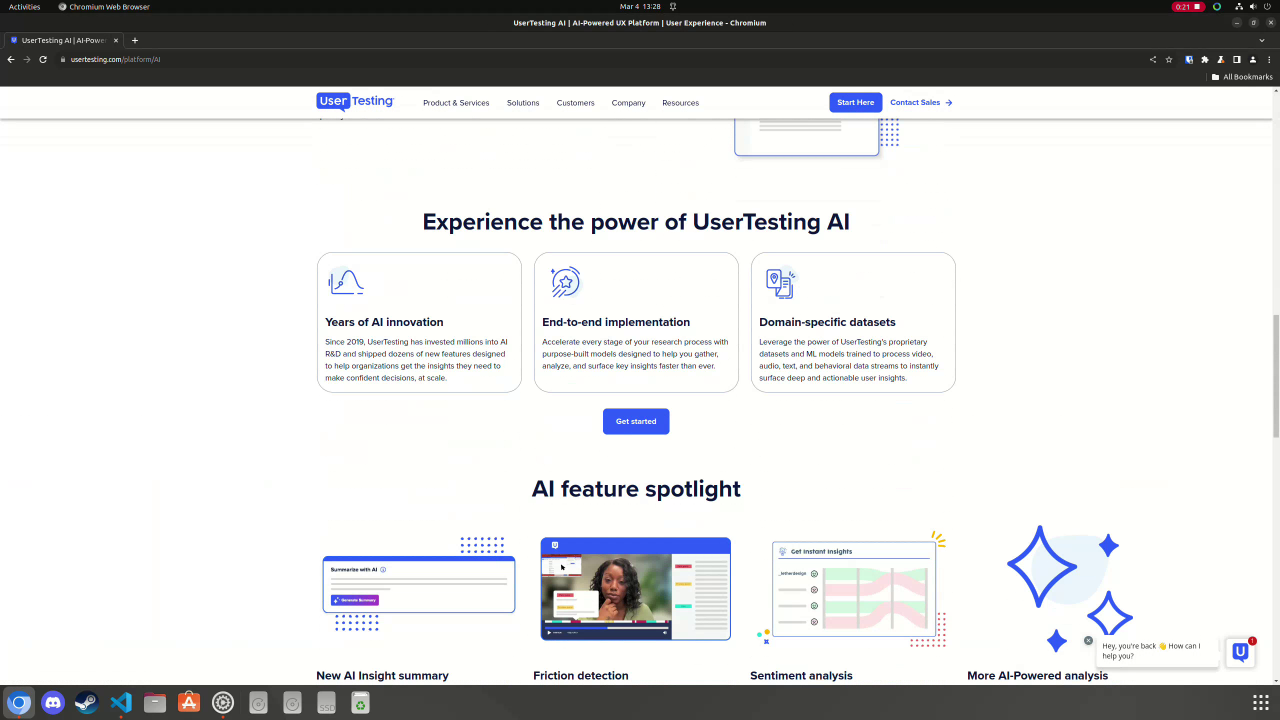 Activities
Chromium Web Browser
Mar 4 13:28
0:21
UserTesting AI | AI-Powered UX Platform | User Experience - Chromium
UserTesting AI | AI-Power
usertesting.com/platform/AI
All Bookmarks
UserTesting
Product & Services
Solutions
Customers
Company
Resources
Start Here
Contact Sales
Experience the power of UserTesting AI
Years of AI innovation
Since 2019, UserTesting has invested millions into AI
R&D and shipped dozens of new features designed
to help organizations get the insights they need to
make confident decisions, at scale.
End-to-end implementation
Accelerate every stage of your research process with
purpose-built models designed to help you gather,
analyze, and surface key insights faster than ever.
Domain-specific datasets
Leverage the power of UserTesting's proprietary
datasets and ML models trained to process video,
audio, text, and behavioral data streams to instantly
surface deep and actionable user insights.
Get started
AI feature spotlight
Summarize with AI
Generate Summary
Get Instant Insights
New AI Insight summary
Friction detection
Sentiment analysis
More AI-Powered analysis
Hey, you're back 👋 How can I
help you?
1
SSD